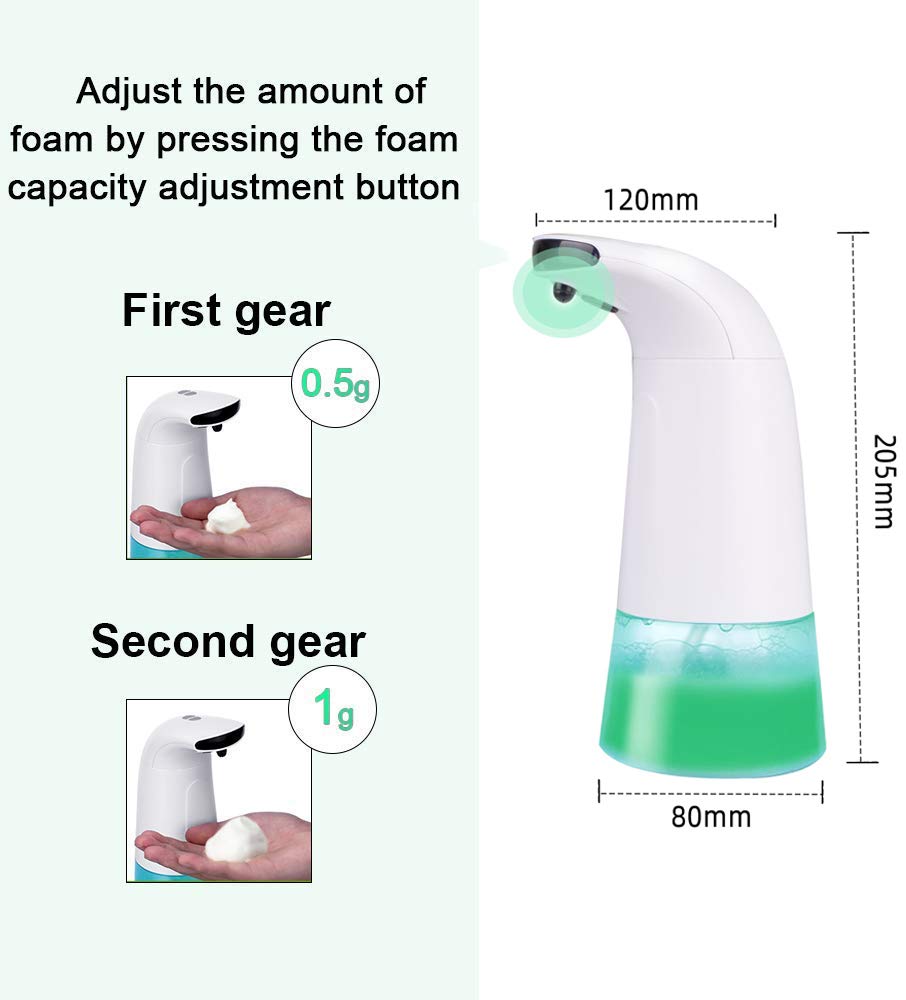 Adjust the amount of
foam by pressing the foam
capacity adjustment button
First gear
0.5g
Second gear
1g
120mm
205mm
80mm